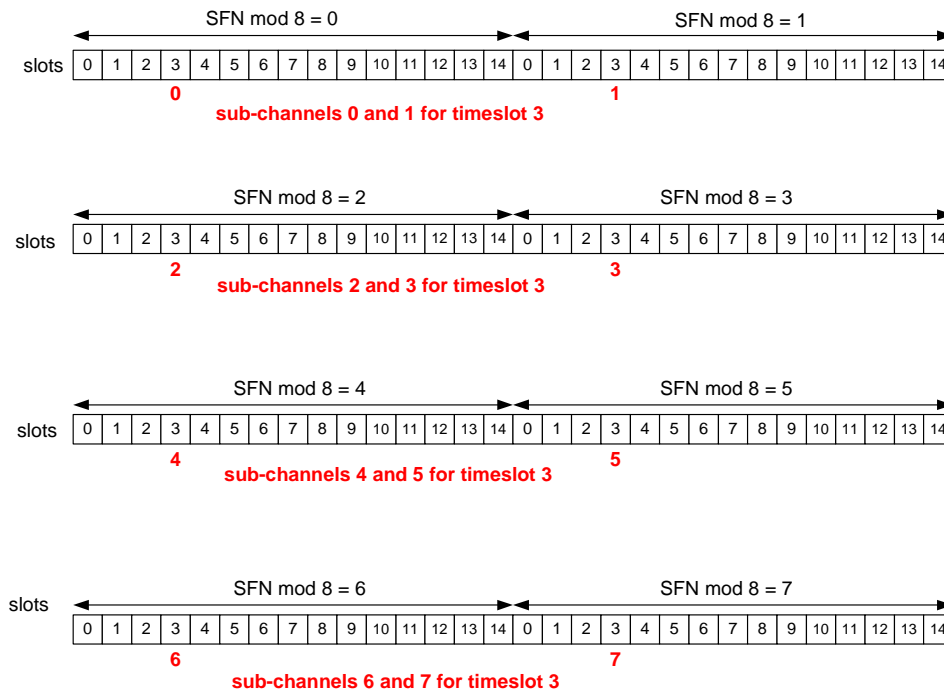 SFN mod 8 = 0 SFN mod 8 = 1
slots 0 1 2 3 4 5 6 7 8 9 10 11 12 13 14 0 1 2 3 4 5 6 7 8 9 10 11 12 13 14
0 1
sub-channels 0 and 1 for timeslot 3
SFN mod 8 = 2 SFN mod 8 = 3
slots 0 1 2 3 4 5 6 7 8 9 10 11 12 13 14 0 1 2 3 4 5 6 7 8 9 10 11 12 13 14
2 3
sub-channels 2 and 3 for timeslot 3
SFN mod 8 = 4 SFN mod 8 = 5
slots 0 1 2 3 4 5 6 7 8 9 10 11 12 13 14 0 1 2 3 4 5 6 7 8 9 10 11 12 13 14
4 5
sub-channels 4 and 5 for timeslot 3
SFN mod 8 = 6 SFN mod 8 = 7
slots 0 1 2 3 4 5 6 7 8 9 10 11 12 13 14 0 1 2 3 4 5 6 7 8 9 10 11 12 13 14
6 7
sub-channels 6 and 7 for timeslot 3